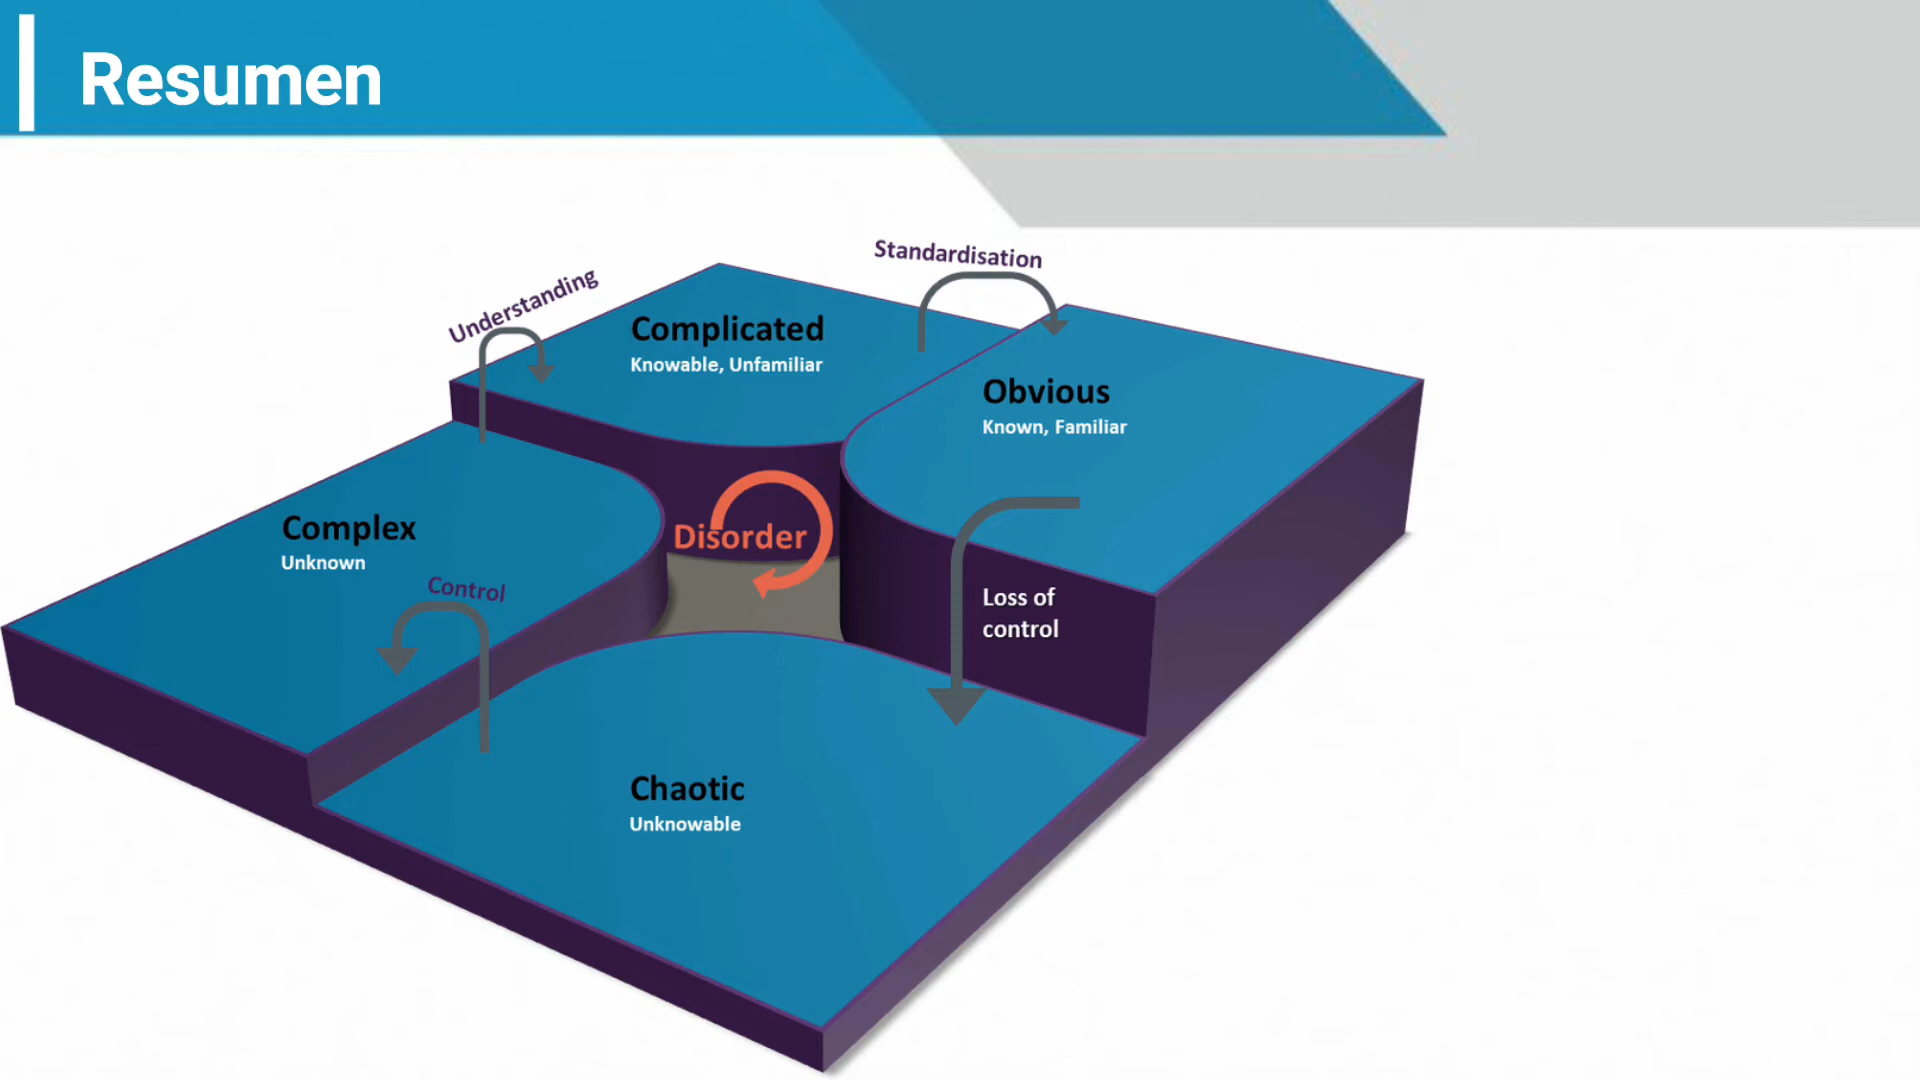 Resumen
Understanding
Standardisation
Complicated
Knowable, Unfamiliar
Obvious
Known, Familiar
Complex
Unknown
Disorder
Control
Loss of
control
Chaotic
Unknowable